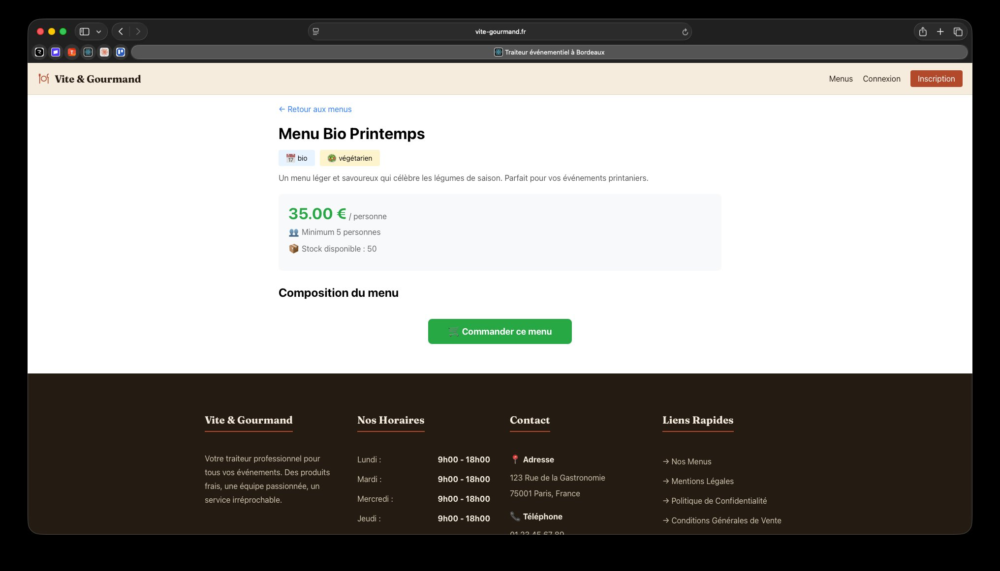 vite-gourmand.fr
Traiteur événementiel à Bordeaux
Vite & Gourmand
Menus
Connexion
Inscription
← Retour aux menus
Menu Bio Printemps
bio
végétarien
Un menu léger et savoureux qui célèbre les légumes de saison. Parfait pour vos événements printaniers.
35.00 € / personne
Minimum 5 personnes
Stock disponible : 50
Composition du menu
Commander ce menu
Vite & Gourmand
Votre traiteur professionnel pour
tous vos événements. Des produits
frais, une équipe passionnée, un
service irréprochable.
Nos Horaires
Lundi : 9h00 - 18h00
Mardi : 9h00 - 18h00
Mercredi : 9h00 - 18h00
Jeudi : 9h00 - 18h00
Contact
Adresse
123 Rue de la Gastronomie
75001 Paris, France
Téléphone
01 23 45 67 89
Liens Rapides
→ Nos Menus
→ Mentions Légales
→ Politique de Confidentialité
→ Conditions Générales de Vente